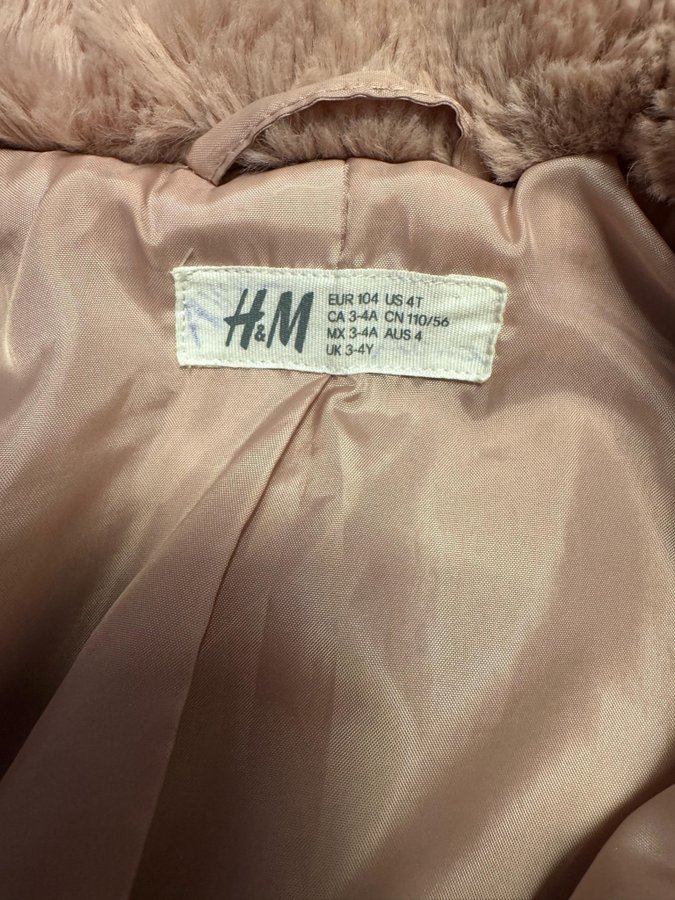 H&M
EUR 104 US 4T
CA 3-4A CN 110/56
MX 3-4A AUS 4
UK 3-4Y